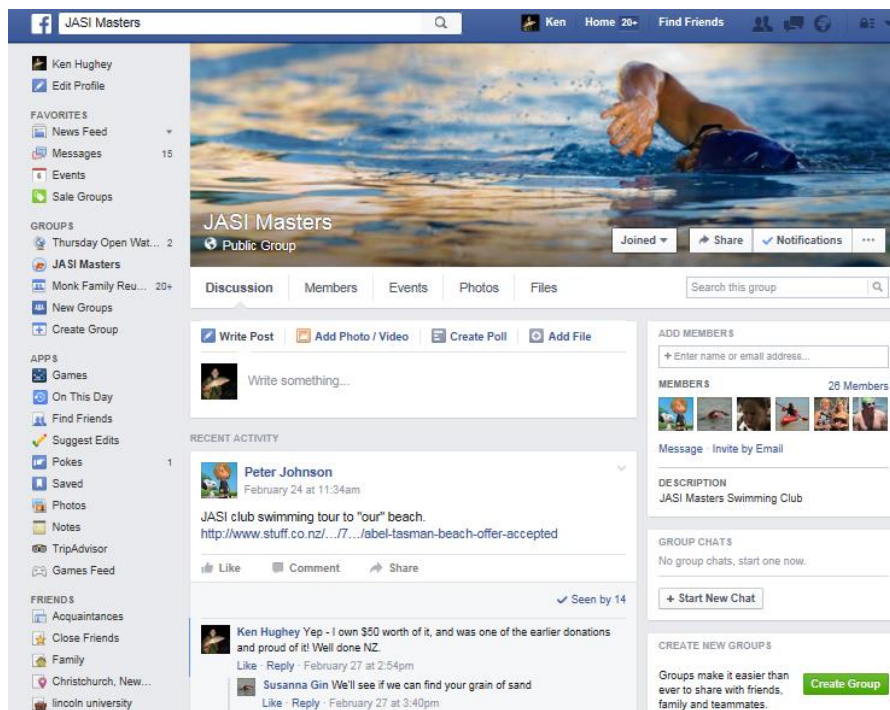 JASI Masters
Ken
Home 20+
Find Friends
Ken Hughey
Edit Profile
FAVORITES
News Feed
Messages 15
Events
Sale Groups
GROUPS
Thursday Open Wat... 2
JASI Masters
Monk Family Reu... 20+
New Groups
Create Group
APPS
Games
On This Day
Find Friends
Suggest Edits
Pokes 1
Saved
Photos
Notes
TripAdvisor
Games Feed
FRIENDS
Acquaintances
Close Friends
Family
Christchurch, New...
lincoln university
JASI Masters
Public Group
Joined
Share
Notifications
Discussion
Members
Events
Photos
Files
Search this group
Write Post
Add Photo / Video
Create Poll
Add File
Write something...
RECENT ACTIVITY
Peter Johnson
February 24 at 11:34am
JASI club swimming tour to "our" beach.
http://www.stuff.co.nz/.../7.../abel-tasman-beach-offer-accepted
Like
Comment
Share
Seen by 14
Ken Hughey Yep - I own $50 worth of it, and was one of the earlier donations
and proud of it! Well done NZ.
Like · Reply · February 27 at 2:54pm
Susanna Gin We'll see if we can find your grain of sand
Like · Reply · February 27 at 3:40pm
ADD MEMBERS
+ Enter name or email address...
MEMBERS 26 Members
Message · Invite by Email
DESCRIPTION
JASI Masters Swimming Club
GROUP CHATS
No group chats, start one now.
+ Start New Chat
CREATE NEW GROUPS
Groups make it easier than
ever to share with friends,
family and teammates.
Create Group